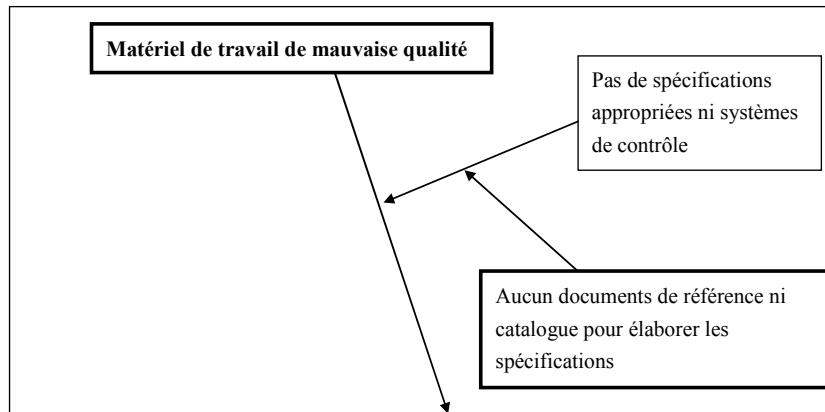 Matériel de travail de mauvaise qualité
Pas de spécifications
appropriées ni systèmes
de contrôle
Aucun documents de référence ni
catalogue pour élaborer les
spécifications